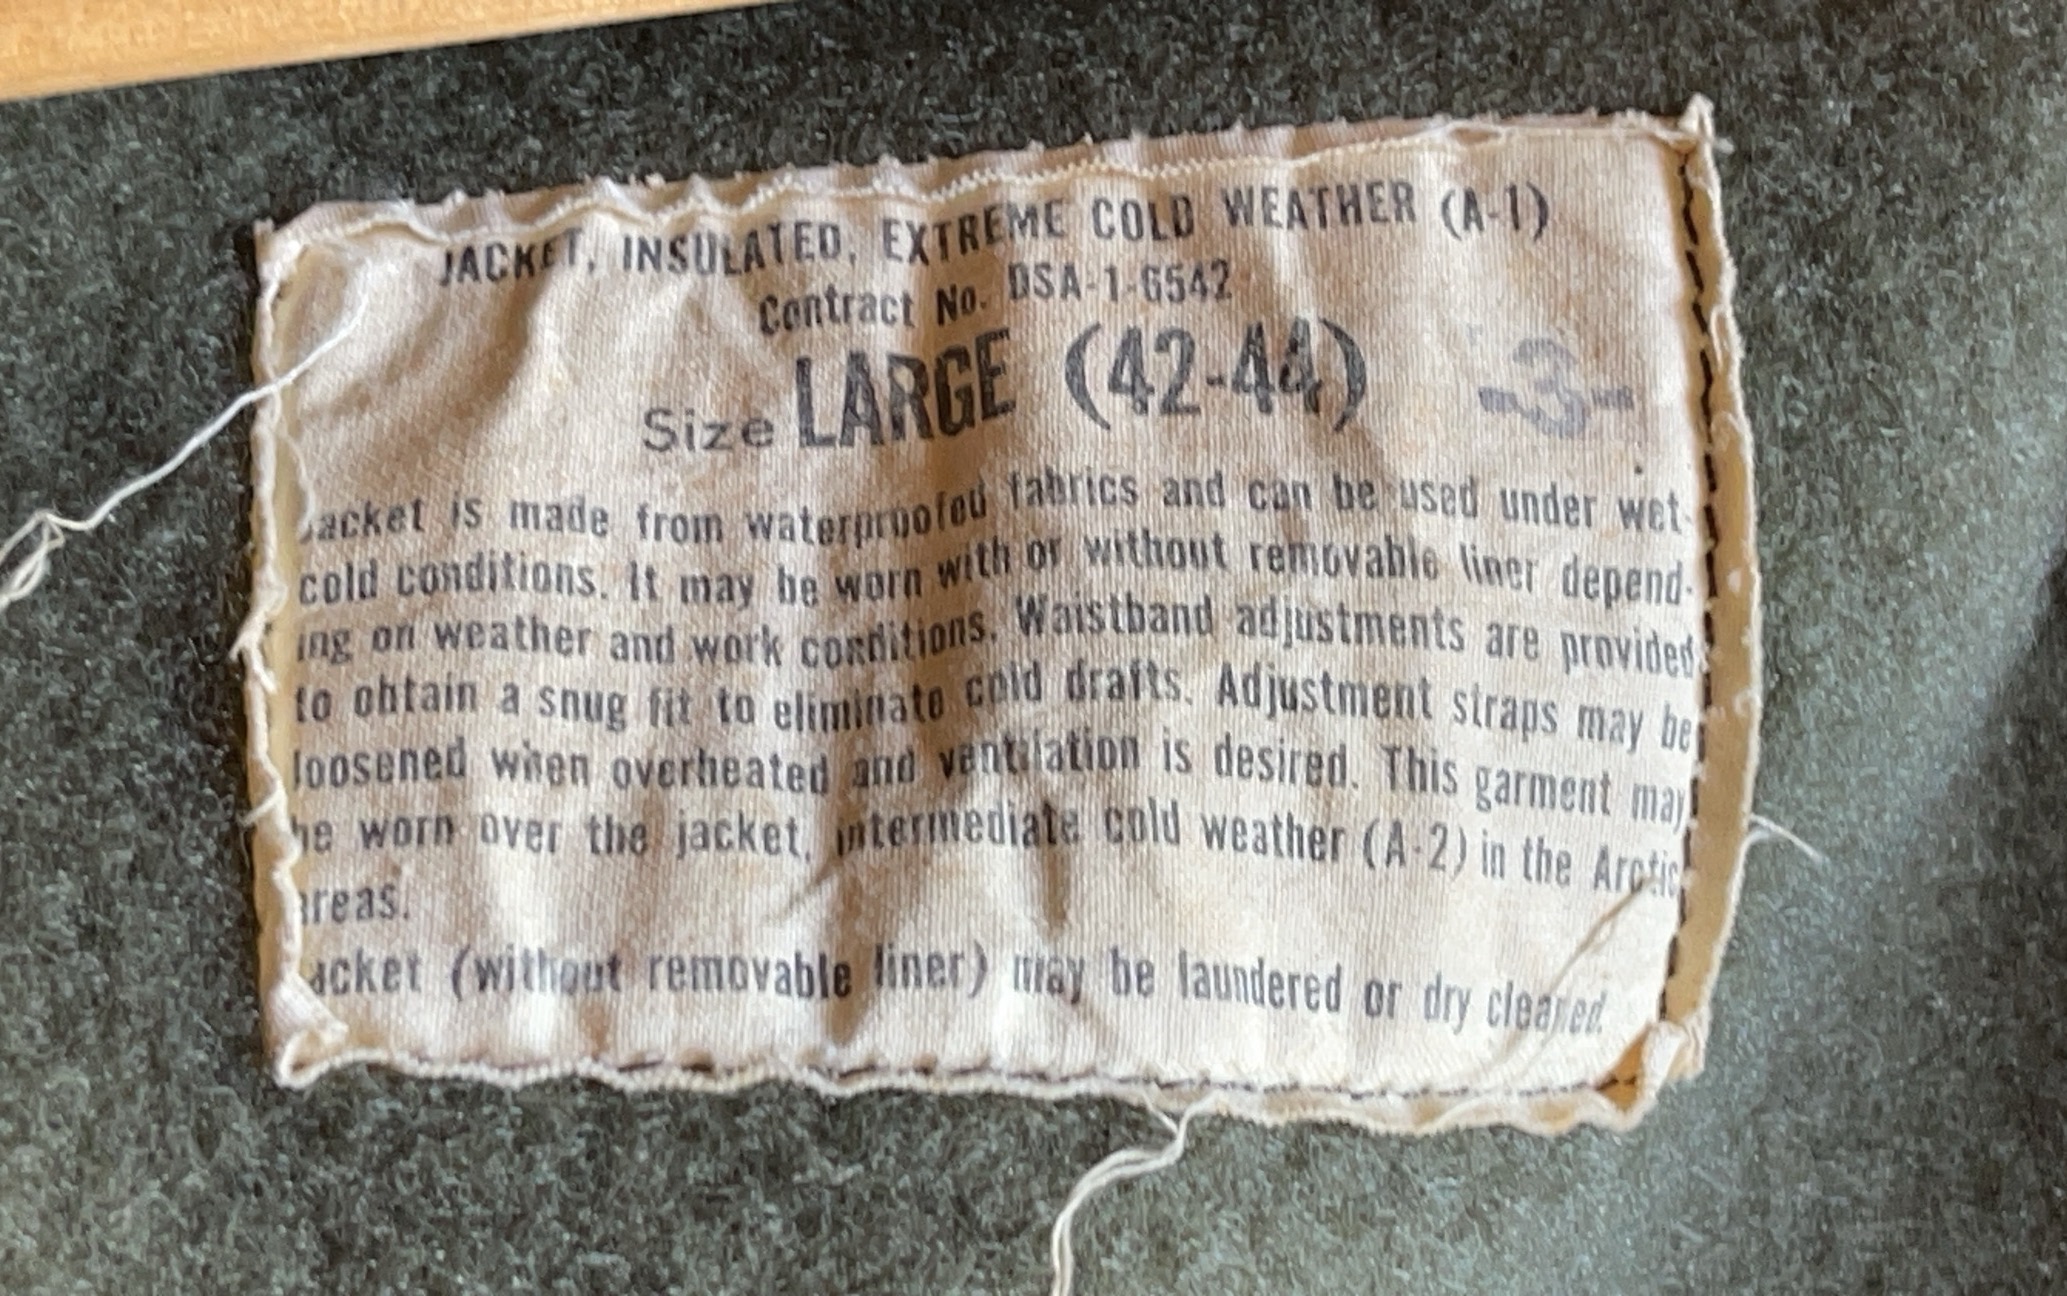 JACKET, INSULATED, EXTREME COLD WEATHER (A-1)
Contract No. DSA-1-6542
Size LARGE (42-44)
3
Jacket is made from waterproofed fabrics and can be used under wet-
cold conditions. It may be worn with or without removable liner depend-
ing on weather and work conditions. Waistband adjustments are provided
to obtain a snug fit to eliminate cold drafts. Adjustment straps may be
loosened when overheated and ventilation is desired. This garment may
be worn over the jacket, intermediate cold weather (A-2) in the Arctic
areas.
Jacket (without removable liner) may be laundered or dry cleaned.